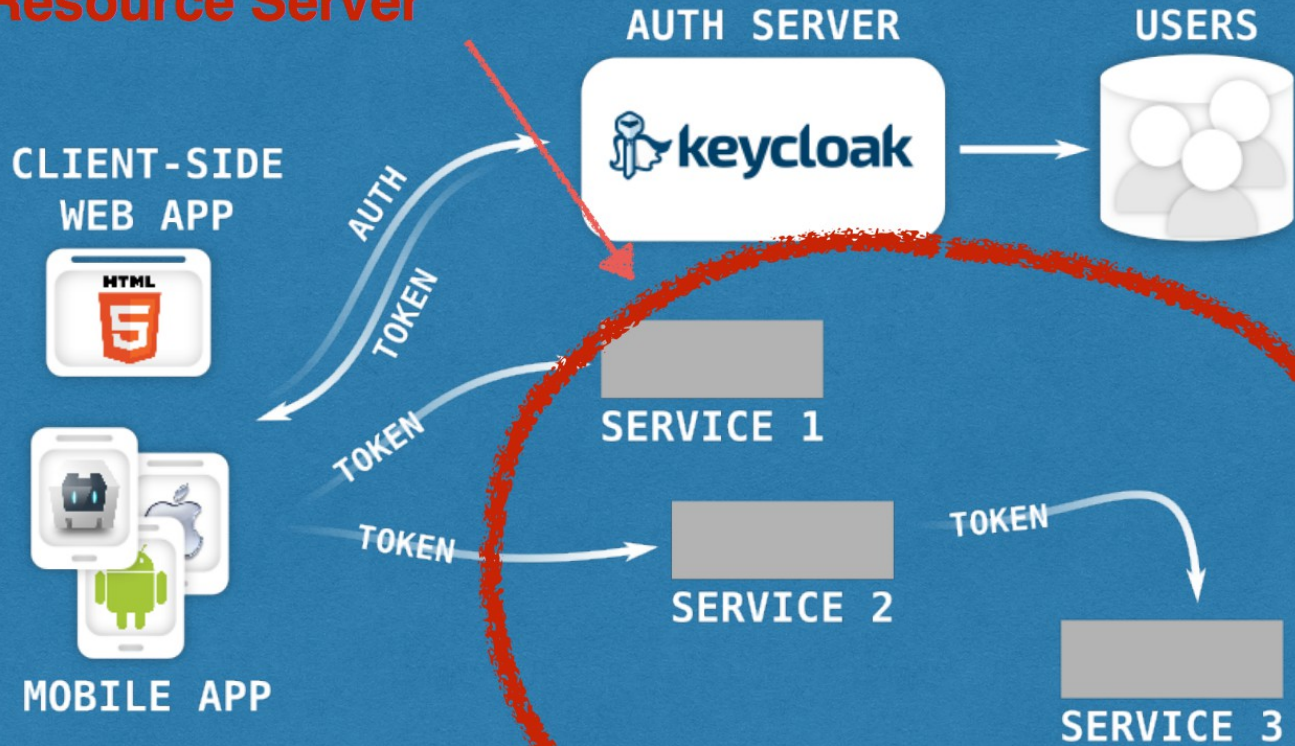 Resource Server
AUTH SERVER
USERS
keycloak
CLIENT-SIDE
WEB APP
HTML
5
AUTH
TOKEN
TOKEN
SERVICE 1
TOKEN
TOKEN
SERVICE 2
MOBILE APP
SERVICE 3